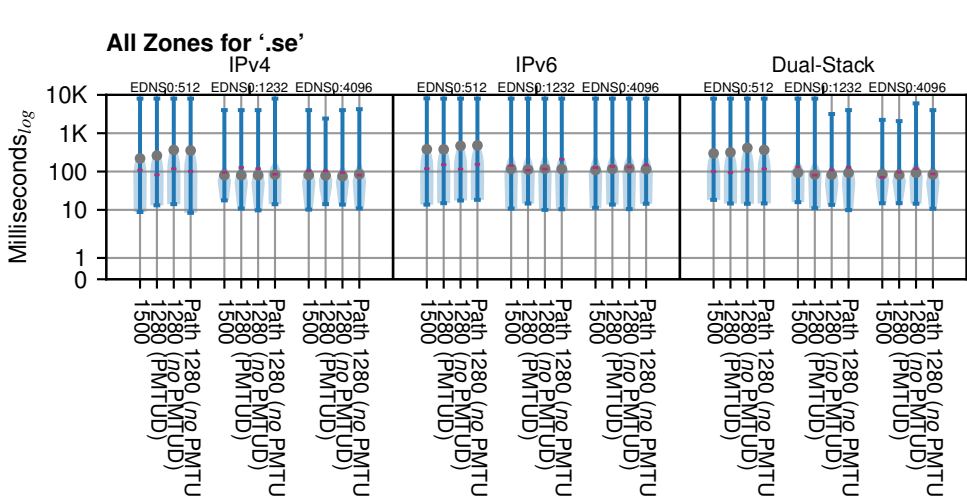 All Zones for ‘.se’
IPv4
IPv6
Dual-Stack
EDNS0:512
EDNS0:1232
EDNS0:4096
EDNS0:512
EDNS0:1232
EDNS0:4096
EDNS0:512
EDNS0:1232
EDNS0:4096
Milliseconds log
10K
1K
100
10
1
0
1500
1280 (PMTUD)
1280 (no PMTUD)
Path 1280 (no PMTU
1500
1280 (PMTUD)
1280 (no PMTUD)
Path 1280 (no PMTU
1500
1280 (PMTUD)
1280 (no PMTUD)
Path 1280 (no PMTU
1500
1280 (PMTUD)
1280 (no PMTUD)
Path 1280 (no PMTU
1500
1280 (PMTUD)
1280 (no PMTUD)
Path 1280 (no PMTU
1500
1280 (PMTUD)
1280 (no PMTUD)
Path 1280 (no PMTU
1500
1280 (PMTUD)
1280 (no PMTUD)
Path 1280 (no PMTU
1500
1280 (PMTUD)
1280 (no PMTUD)
Path 1280 (no PMTU
1500
1280 (PMTUD)
1280 (no PMTUD)
Path 1280 (no PMTU